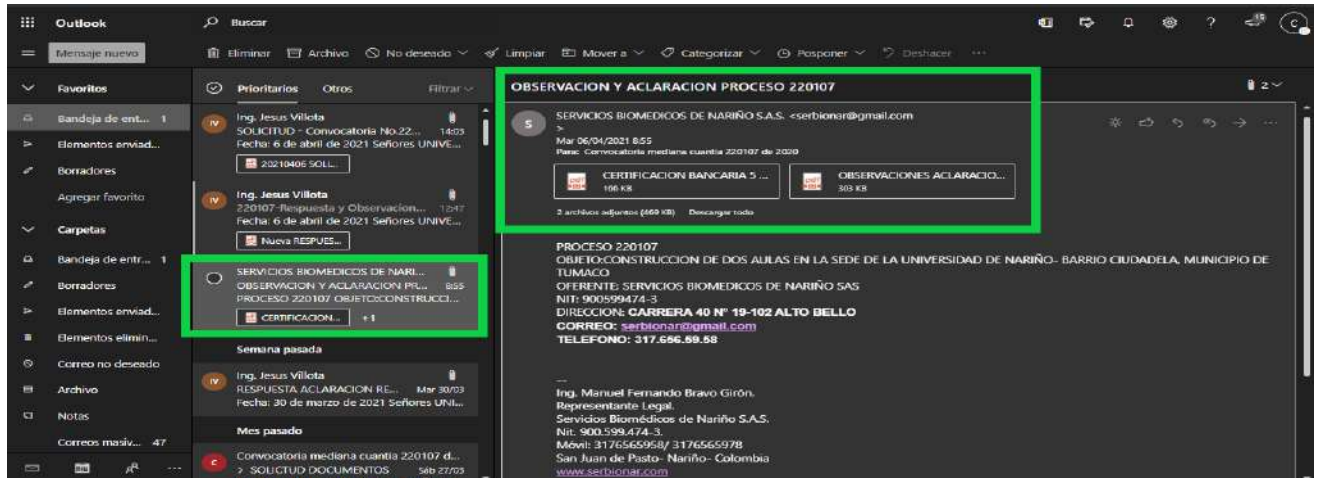 Outlook
Buscar
Mensaje nuevo
Eliminar
Archivo
No deseado
Limpiar
Mover a
Categorizar
Posponer
Deshacer
Favoritos
Bandeja de ent... 1
Elementos enviad...
Borradores
Agregar favorito
Carpetas
Bandeja de entr... 1
Borradores
Elementos enviad...
Elementos elimin...
Correo no deseado
Archivo
Notas
Correos masiv... 47
Prioritarios Otros Filtrar
IV
Ing. Jesus Villota
SOLICITUD - Convocatoria No.22... 14:03
Fecha: 6 de abril de 2021 Señores UNIVE...
20210406 SOLI...
IV
Ing. Jesus Villota
220107-Respuesta y Observacion... 12:47
Fecha: 6 de abril de 2021 Señores UNIVE...
Nueva RESPUES...
SERVICIOS BIOMEDICOS DE NARI...
OBSERVACION Y ACLARACION PR... 8:55
PROCESO 220107 OBJETO:CONSTRUCCI...
CERTIFICACION... +1
Semana pasada
IV
Ing. Jesus Villota
RESPUESTA ACLARACION RE... Mar 30/03
Fecha: 30 de marzo de 2021 Señores UNI...
Mes pasado
C
Convocatoria mediana cuantia 220107 d...
> SOLICTUD DOCUMENTOS Sáb 27/03
OBSERVACION Y ACLARACION PROCESO 220107
2
S
SERVICIOS BIOMEDICOS DE NARIÑO S.A.S. <serbionar@gmail.com
>
Mar 06/04/2021 8:55
Para: Convocatoria mediana cuantia 220107 de 2020
CERTIFICACION BANCARIA 5 ...
166 KB
OBSERVACIONES ACLARACIO...
303 KB
2 archivos adjuntos (469 KB) Descargar todo
PROCESO 220107
OBJETO:CONSTRUCCION DE DOS AULAS EN LA SEDE DE LA UNIVERSIDAD DE NARIÑO- BARRIO CIUDADELA, MUNICIPIO DE
TUMACO
OFERENTE: SERVICIOS BIOMEDICOS DE NARIÑO SAS
NIT: 900599474-3
DIRECCION: CARRERA 40 N° 19-102 ALTO BELLO
CORREO: serbionar@gmail.com
TELEFONO: 317.656.59.58
--
Ing. Manuel Fernando Bravo Girón.
Representante Legal.
Servicios Biomédicos de Nariño S.A.S.
Nit. 900.599.474-3.
Móvil: 3176565958/ 3176565978
San Juan de Pasto- Nariño- Colombia
www.serbionar.com